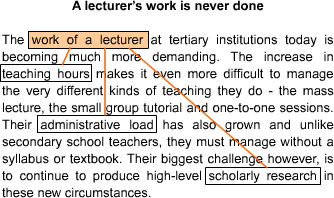 A lecturer's work is never done
The work of a lecturer at tertiary institutions today is
becoming much more demanding. The increase in
teaching hours makes it even more difficult to manage
the very different kinds of teaching they do - the mass
lecture, the small group tutorial and one-to-one sessions.
Their administrative load has also grown and unlike
secondary school teachers, they must manage without a
syllabus or textbook. Their biggest challenge however, is
to continue to produce high-level scholarly research in
these new circumstances.